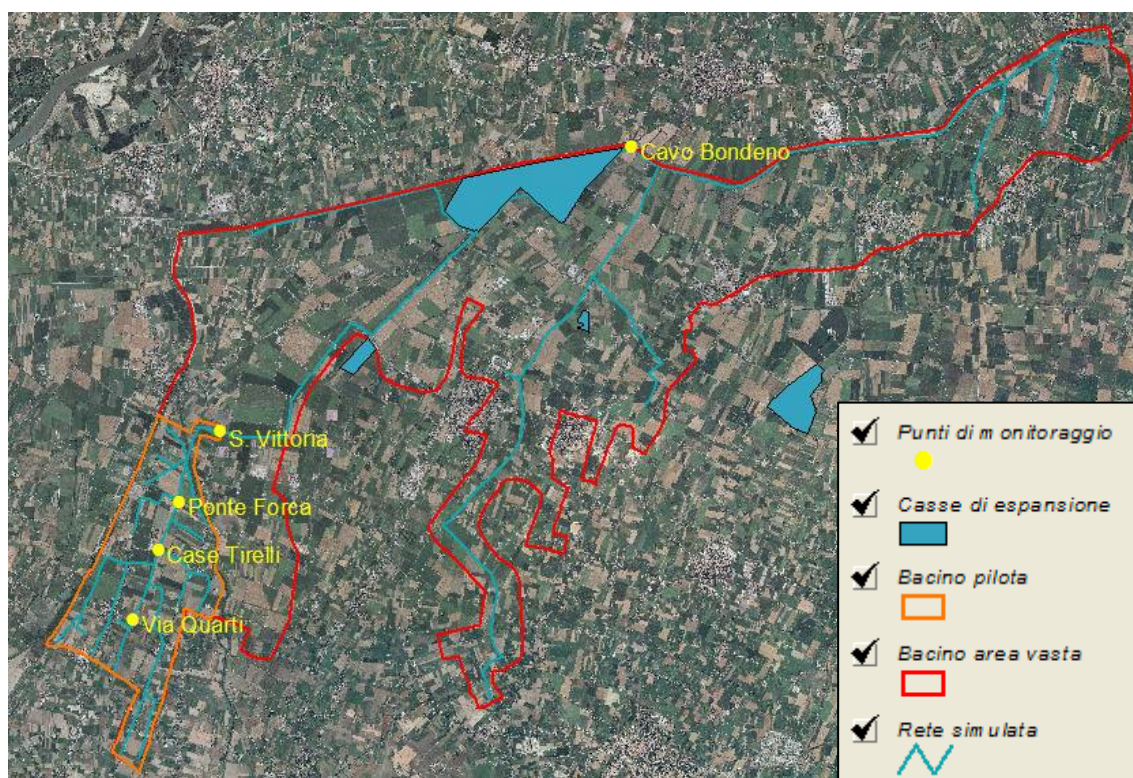 Cavo Bondeno
S. Vittoria
Ponte Forca
Case Tirelli
Via Quarti
Punti di monitoraggio
Casse di espansione
Bacino pilota
Bacino area vasta
Rete simulata